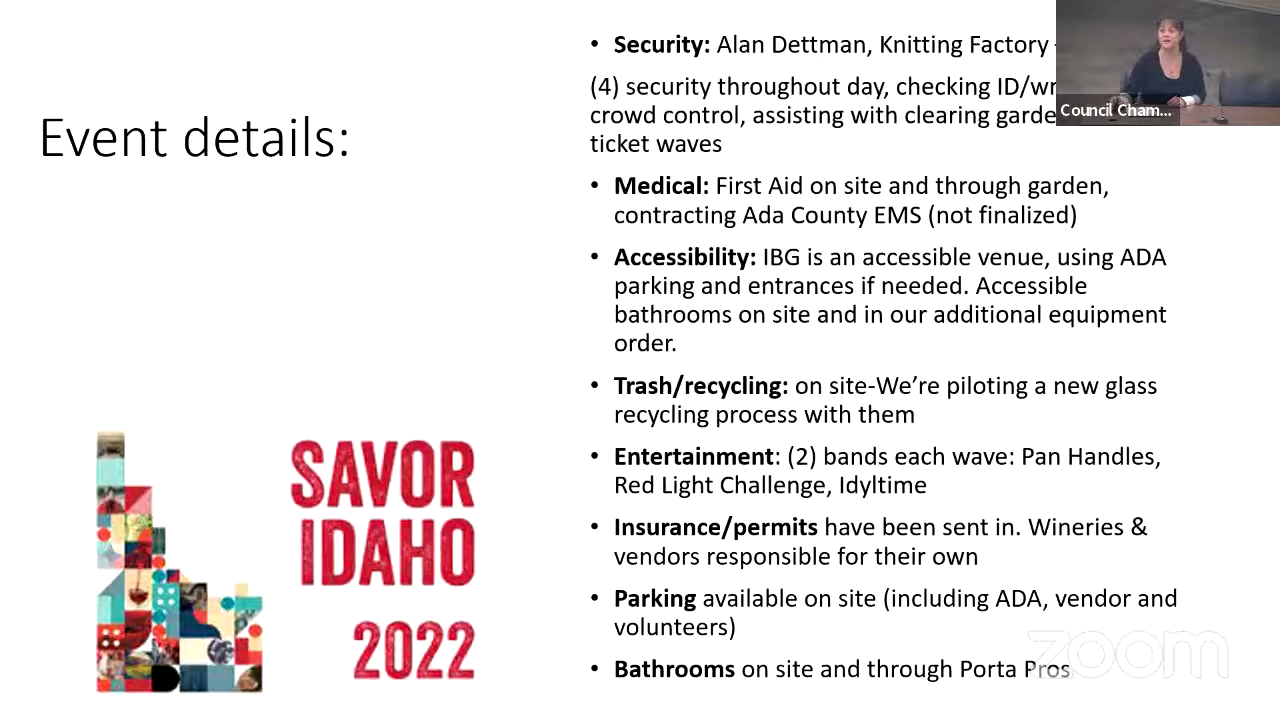 Event details:
• Security: Alan Dettman, Knitting Factory
(4) security throughout day, checking
crowd control, assisting with clearing
ticket waves
• Medical: First Aid on site and through garden,
contracting Ada County EMS (not finalized)
• Accessibility: IBG is an accessible venue, using ADA
parking and entrances if needed. Accessible
bathrooms on site and in our additional equipment
order.
• Trash/recycling: on site-We’re piloting a new glass
recycling process with them
• Entertainment: (2) bands each wave: Pan Handles,
Red Light Challenge, Idyltime
• Insurance/permits have been sent in. Wineries &
vendors responsible for their own
• Parking available on site (including ADA, vendor and
volunteers)
• Bathrooms on site and through Porta Pros
SAVOR
IDAHO
2022
Council Cham...
zoom